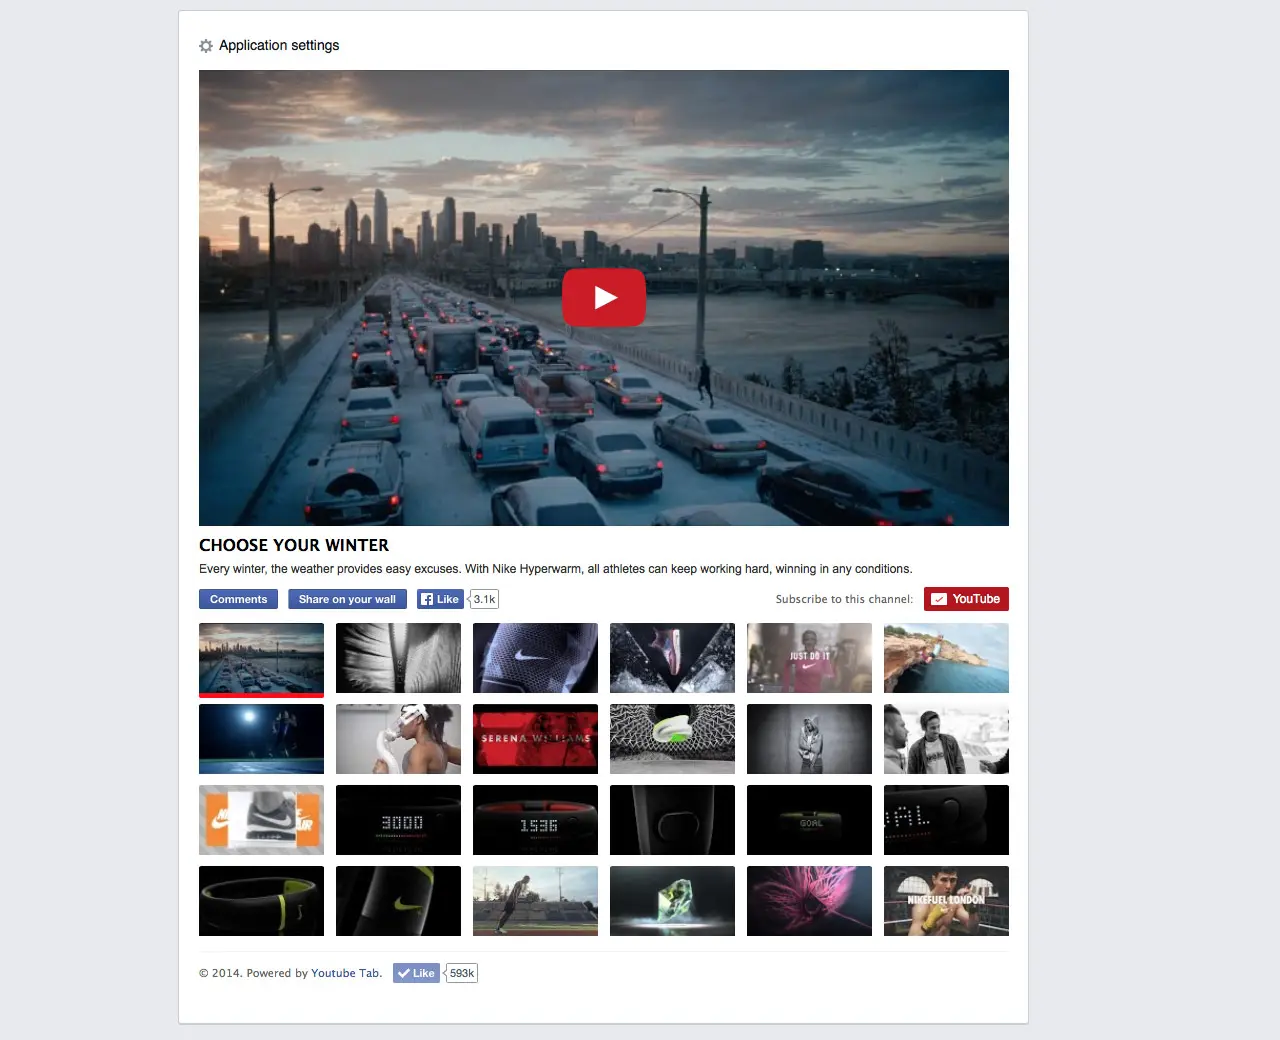 Application settings
CHOOSE YOUR WINTER
Every winter, the weather provides easy excuses. With Nike Hyperwarm, all athletes can keep working hard, winning in any conditions.
Comments
Share on your wall
Like
3.1k
Subscribe to this channel:
YouTube
JUST DO IT
SERENA WILLIAMS
3000
1536
GOAL
OAL
NIKEFUEL LONDON
© 2014. Powered by Youtube Tab.
Like
593k